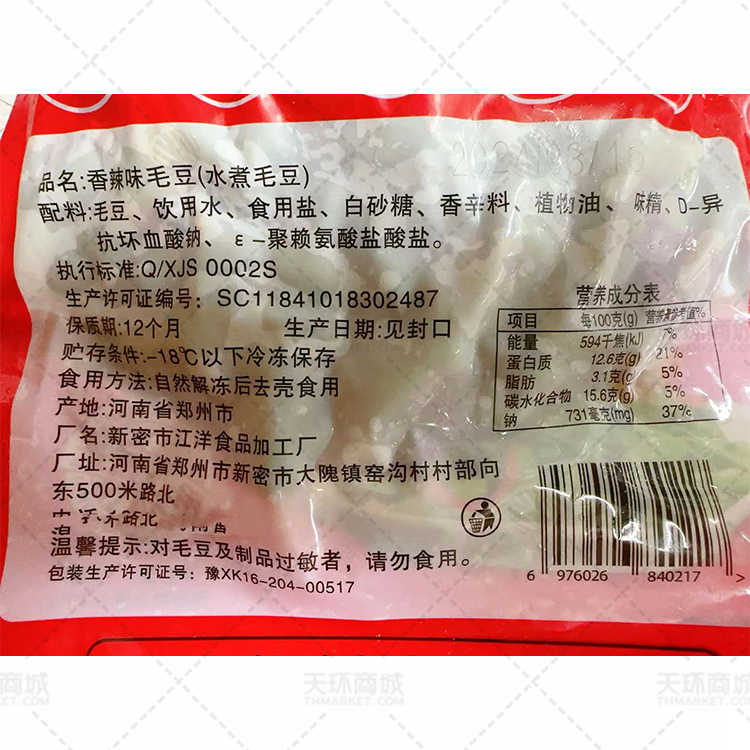 天环商城
THMARKET.COM
2024/03/15
品名:香辣味毛豆(水煮毛豆)
配料:毛豆、饮用水、食用盐、白砂糖、香辛料、植物油、味精、D-异
抗坏血酸钠、ε-聚赖氨酸盐酸盐。
执行标准:Q/XJS 0002S
生产许可证编号: SC11841018302487
保质期:12个月 生产日期:见封口
贮存条件:-18℃以下冷冻保存
食用方法:自然解冻后去壳食用
产地:河南省郑州市
厂名:新密市江洋食品加工厂
厂址:河南省郑州市新密市大隗镇窑沟村村部向
东500米路北
米路北
温馨提示:对毛豆及制品过敏者，请勿食用。
包装生产许可证号: 豫XK16-204-00517
营养成分表
项目 每100克(g) 营养素参考值%
能量 594千焦(kJ) 7%
蛋白质 12.6克(g) 21%
脂肪 3.1克(g) 5%
碳水化合物 15.6克(g) 5%
钠 731毫克(mg) 37%
6 976026 840217 >
天环商城
THMARKET.COM